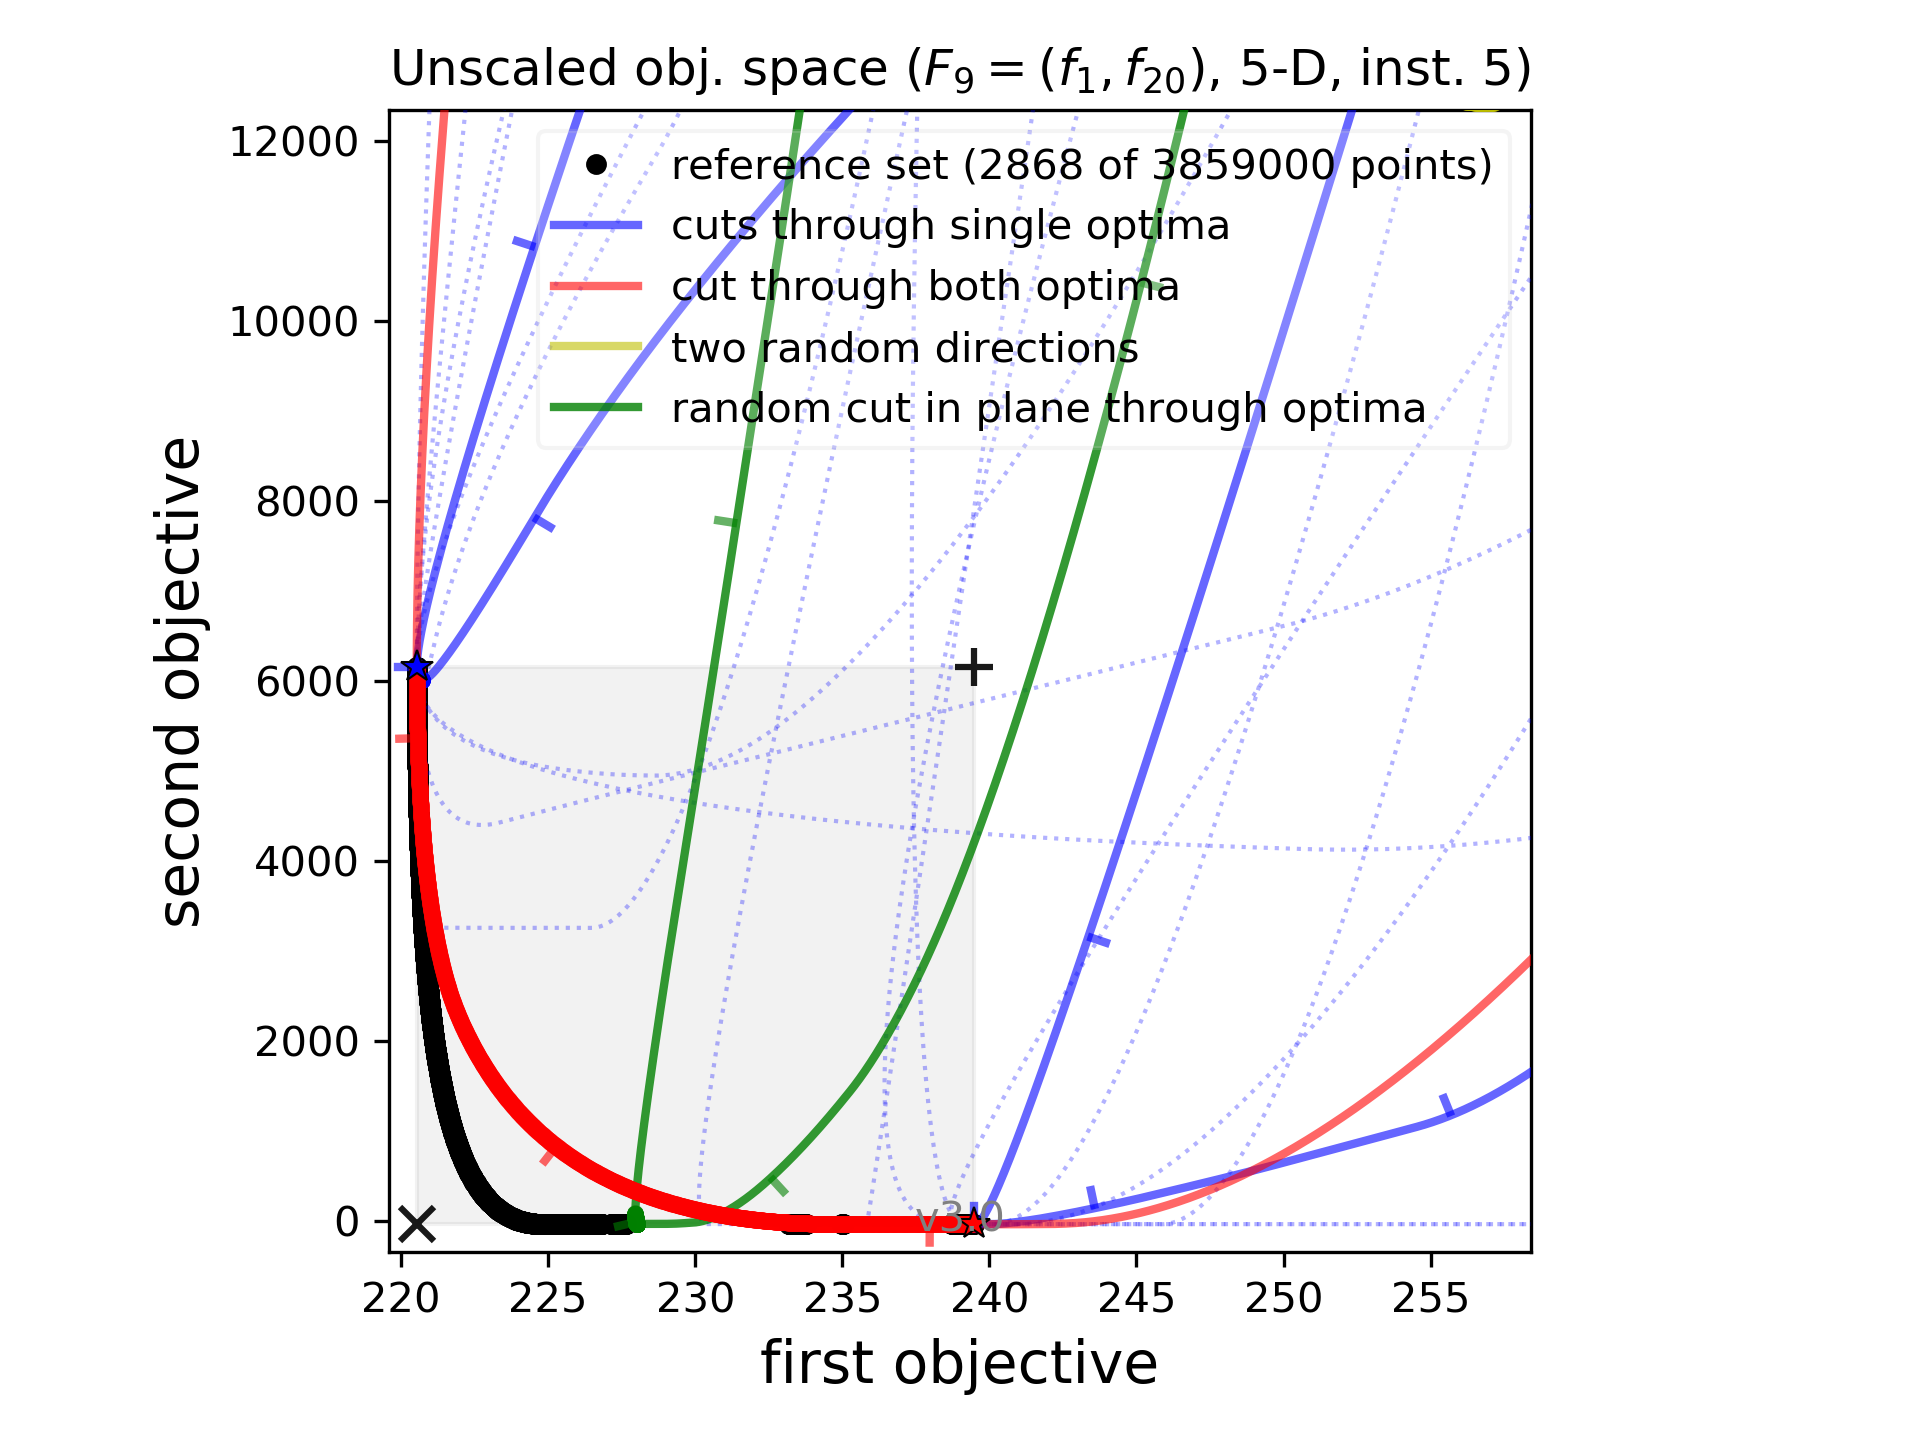 Unscaled obj. space (F₉ = (f₁, f₂₀), 5-D, inst. 5)
12000
10000
8000
6000
4000
2000
0
second objective
reference set (2868 of 3859000 points)
cuts through single optima
cut through both optima
two random directions
random cut in plane through optima
v3.0
220 225 230 235 240 245 250 255
first objective